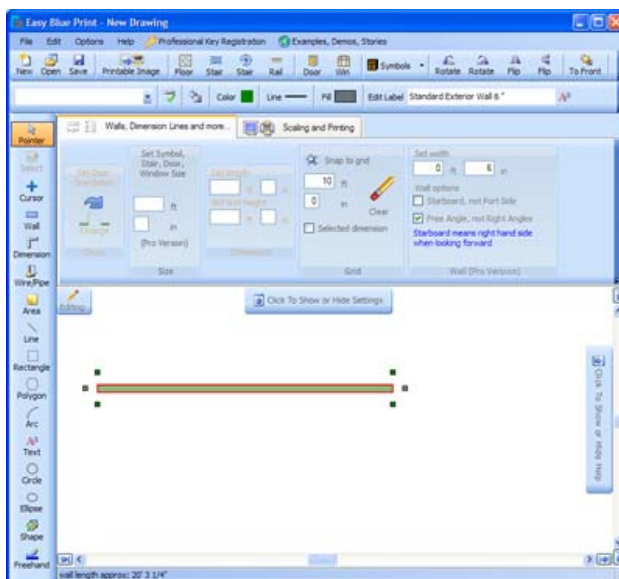 Easy Blue Print - New Drawing
File Edit Options Help Professional Key Registration Examples, Demos, Stories
New Open Save Printable Image Floor Stair Stair Rail Door Win Symbols Rotate Rotate Flip Flip To Front
Color Line Fill Edit Label Standard Exterior Wall 6 "
Walls, Dimension Lines and more... Scaling and Printing
Pointer
Select
Cursor
Wall
Dimension
Wire/Pipe
Area
Line
Rectangle
Polygon
Arc
Text
Circle
Ellipse
Shape
Freehand
Change
Set Symbol,
Stair, Door,
Window Size
ft
in
(Pro Version)
Size
Set length
Snap to grid
10 ft
0 in
Clear
Selected dimension
Grid
Set width
0 ft 6 in
Wall options
Starboard, not Port Side
Free Angle, not Right Angles
Starboard means right hand side
when looking forward
Wall (Pro Version)
Editing
Click To Show or Hide Settings
Click To Show or Hide Help
wall length approx: 20' 3 1/4"